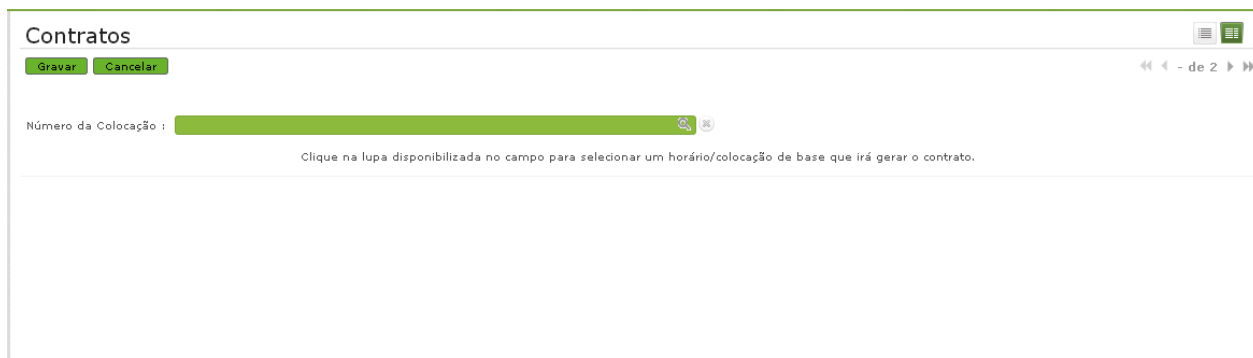 Contratos
Gravar Cancelar
- de 2
Número da Colocação :
Clique na lupa disponibilizada no campo para selecionar um horário/colocação de base que irá gerar o contrato.